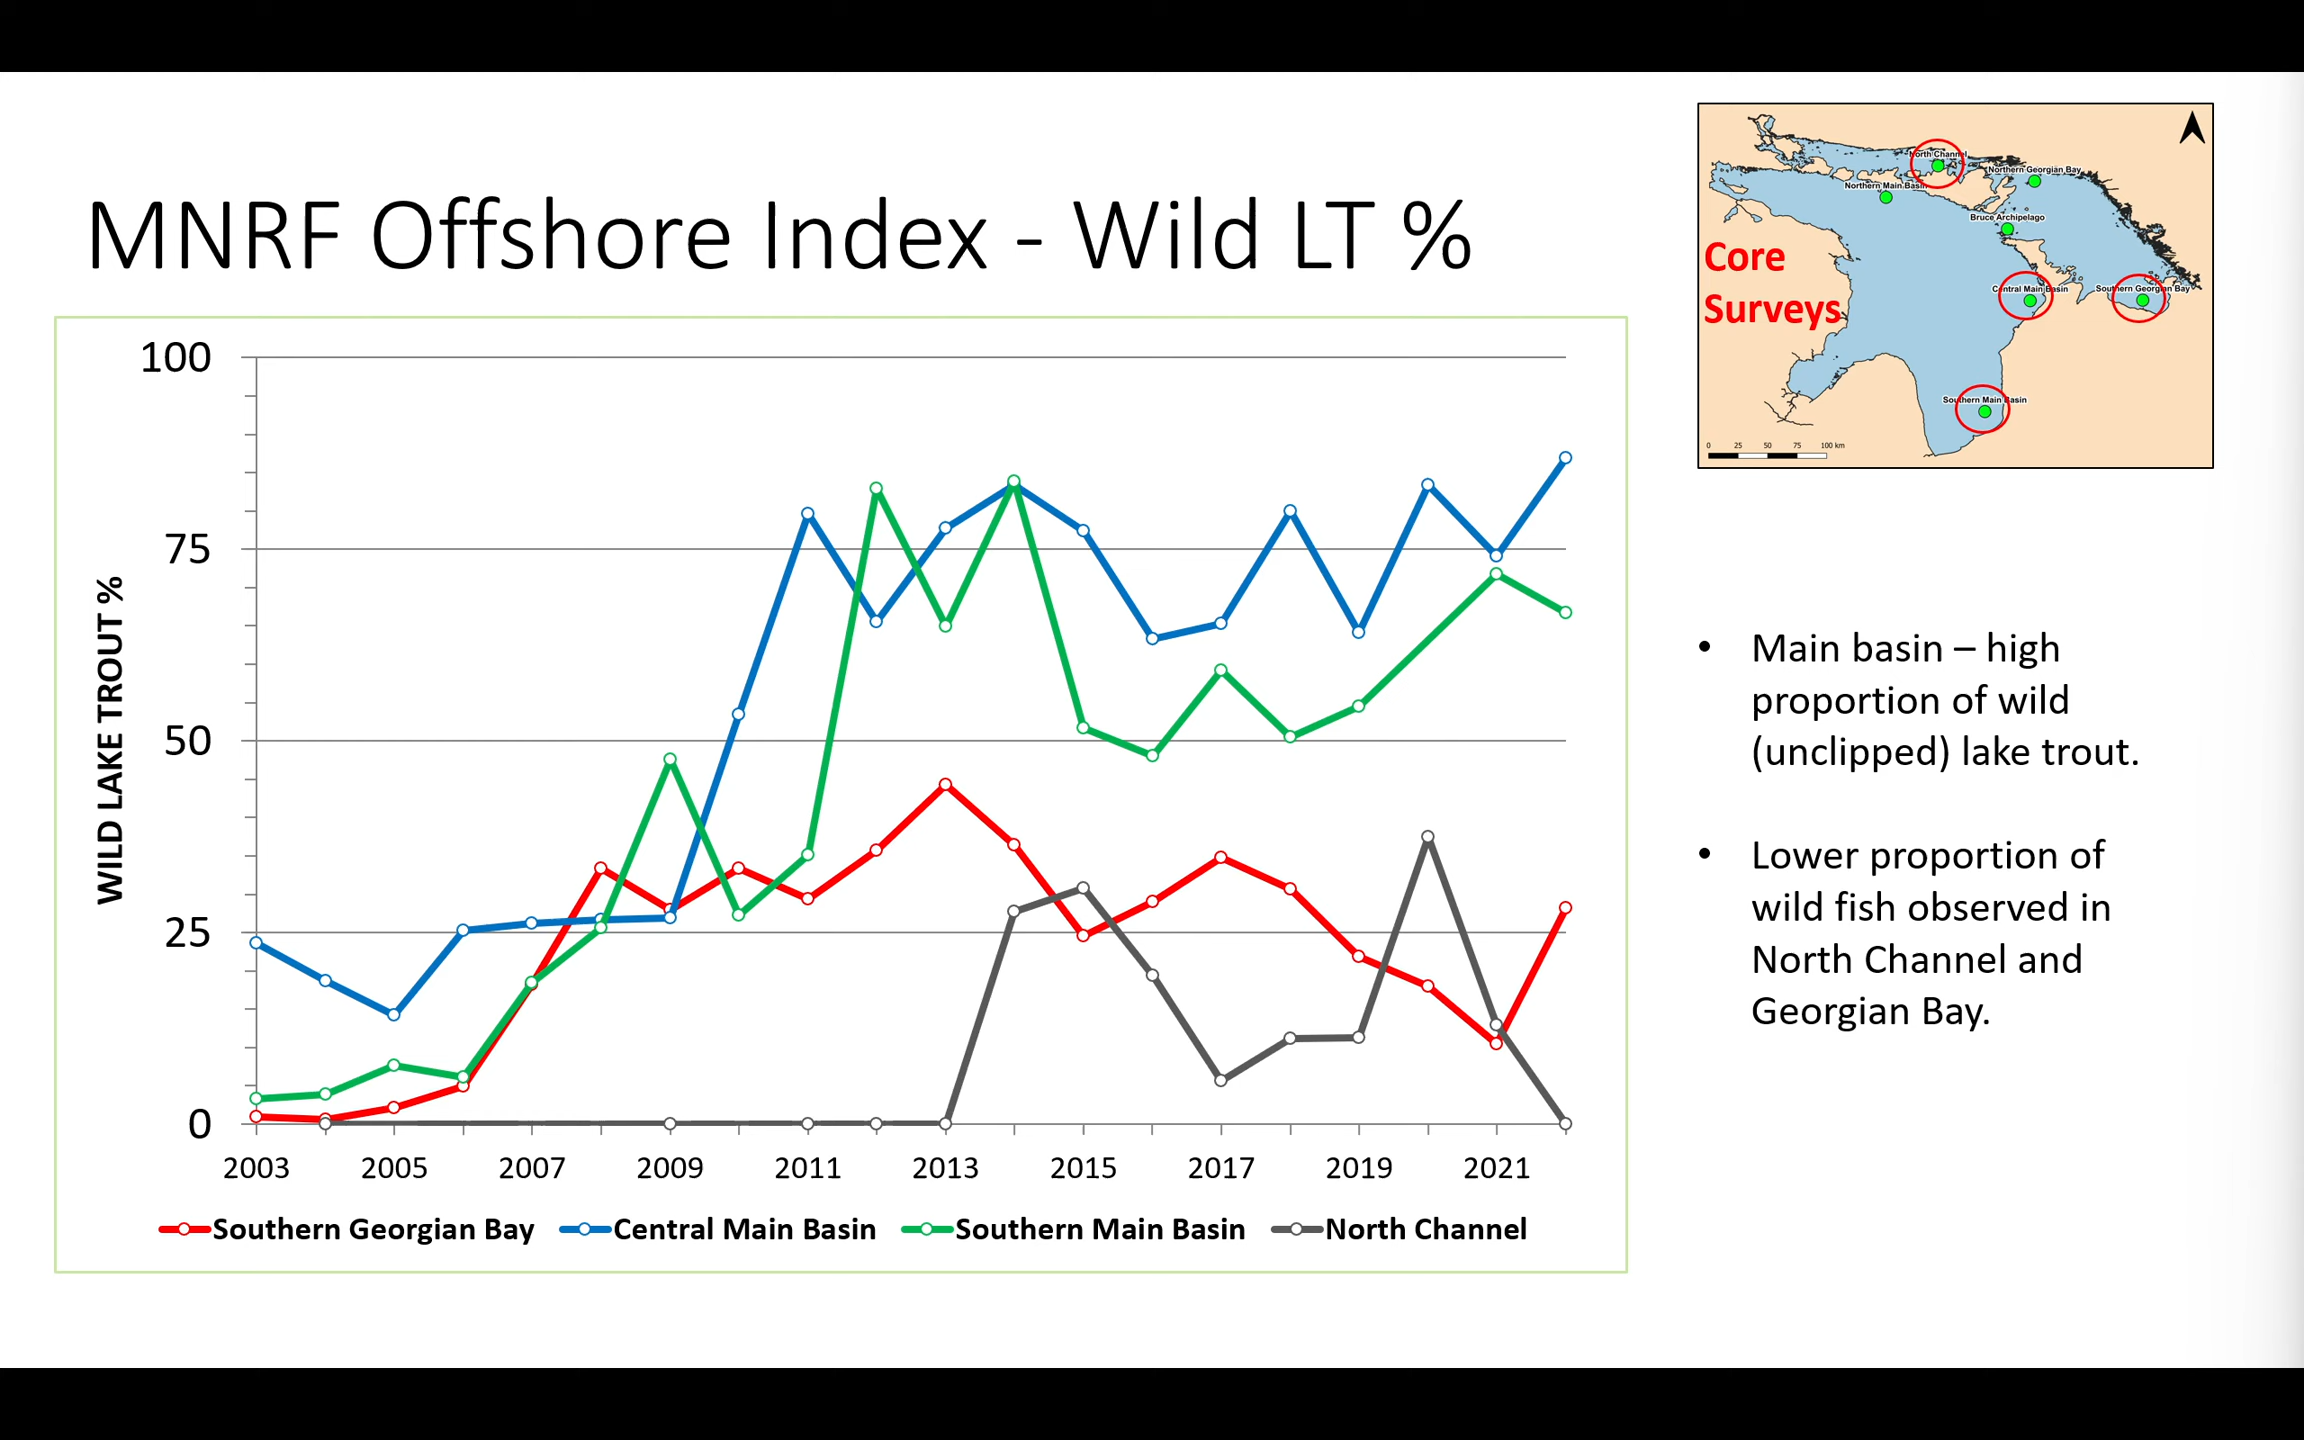 MNRF Offshore Index - Wild LT %
100
75
50
25
0
WILD LAKE TROUT %
2003 2005 2007 2009 2011 2013 2015 2017 2019 2021
Southern Georgian Bay Central Main Basin Southern Main Basin North Channel
North Channel
Northern Georgian Bay
Northern Main Basin
Bruce Archipelago
Core
Surveys
Central Main Basin
Southern Georgian Bay
Southern Main Basin
0 25 50 75 100 km
• Main basin – high
proportion of wild
(unclipped) lake trout.
• Lower proportion of
wild fish observed in
North Channel and
Georgian Bay.